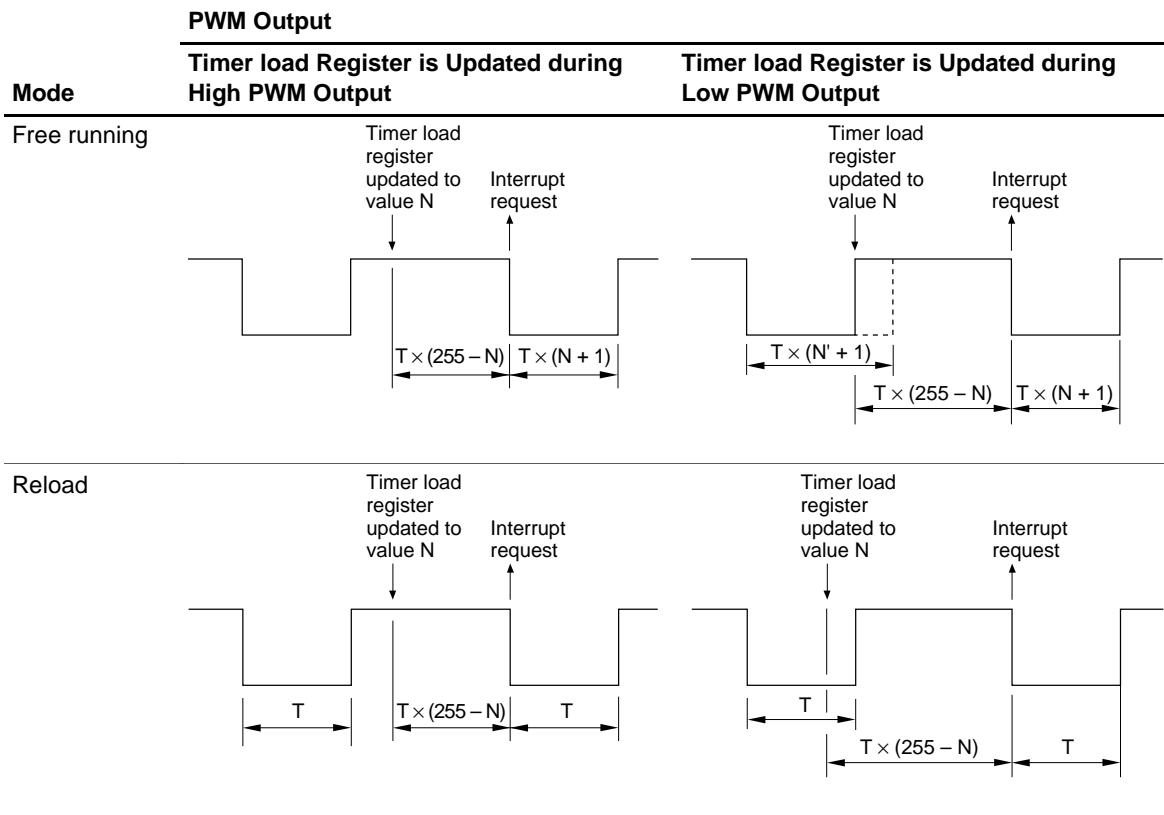 PWM Output
Mode
Timer load Register is Updated during
High PWM Output
Timer load Register is Updated during
Low PWM Output
Free running
Timer load
register
updated to
value N
Interrupt
request
T × (255 – N)
T × (N + 1)
Timer load
register
updated to
value N
Interrupt
request
T × (N' + 1)
T × (255 – N)
T × (N + 1)
Reload
Timer load
register
updated to
value N
Interrupt
request
T
T × (255 – N)
T
Timer load
register
updated to
value N
Interrupt
request
T
T × (255 – N)
T